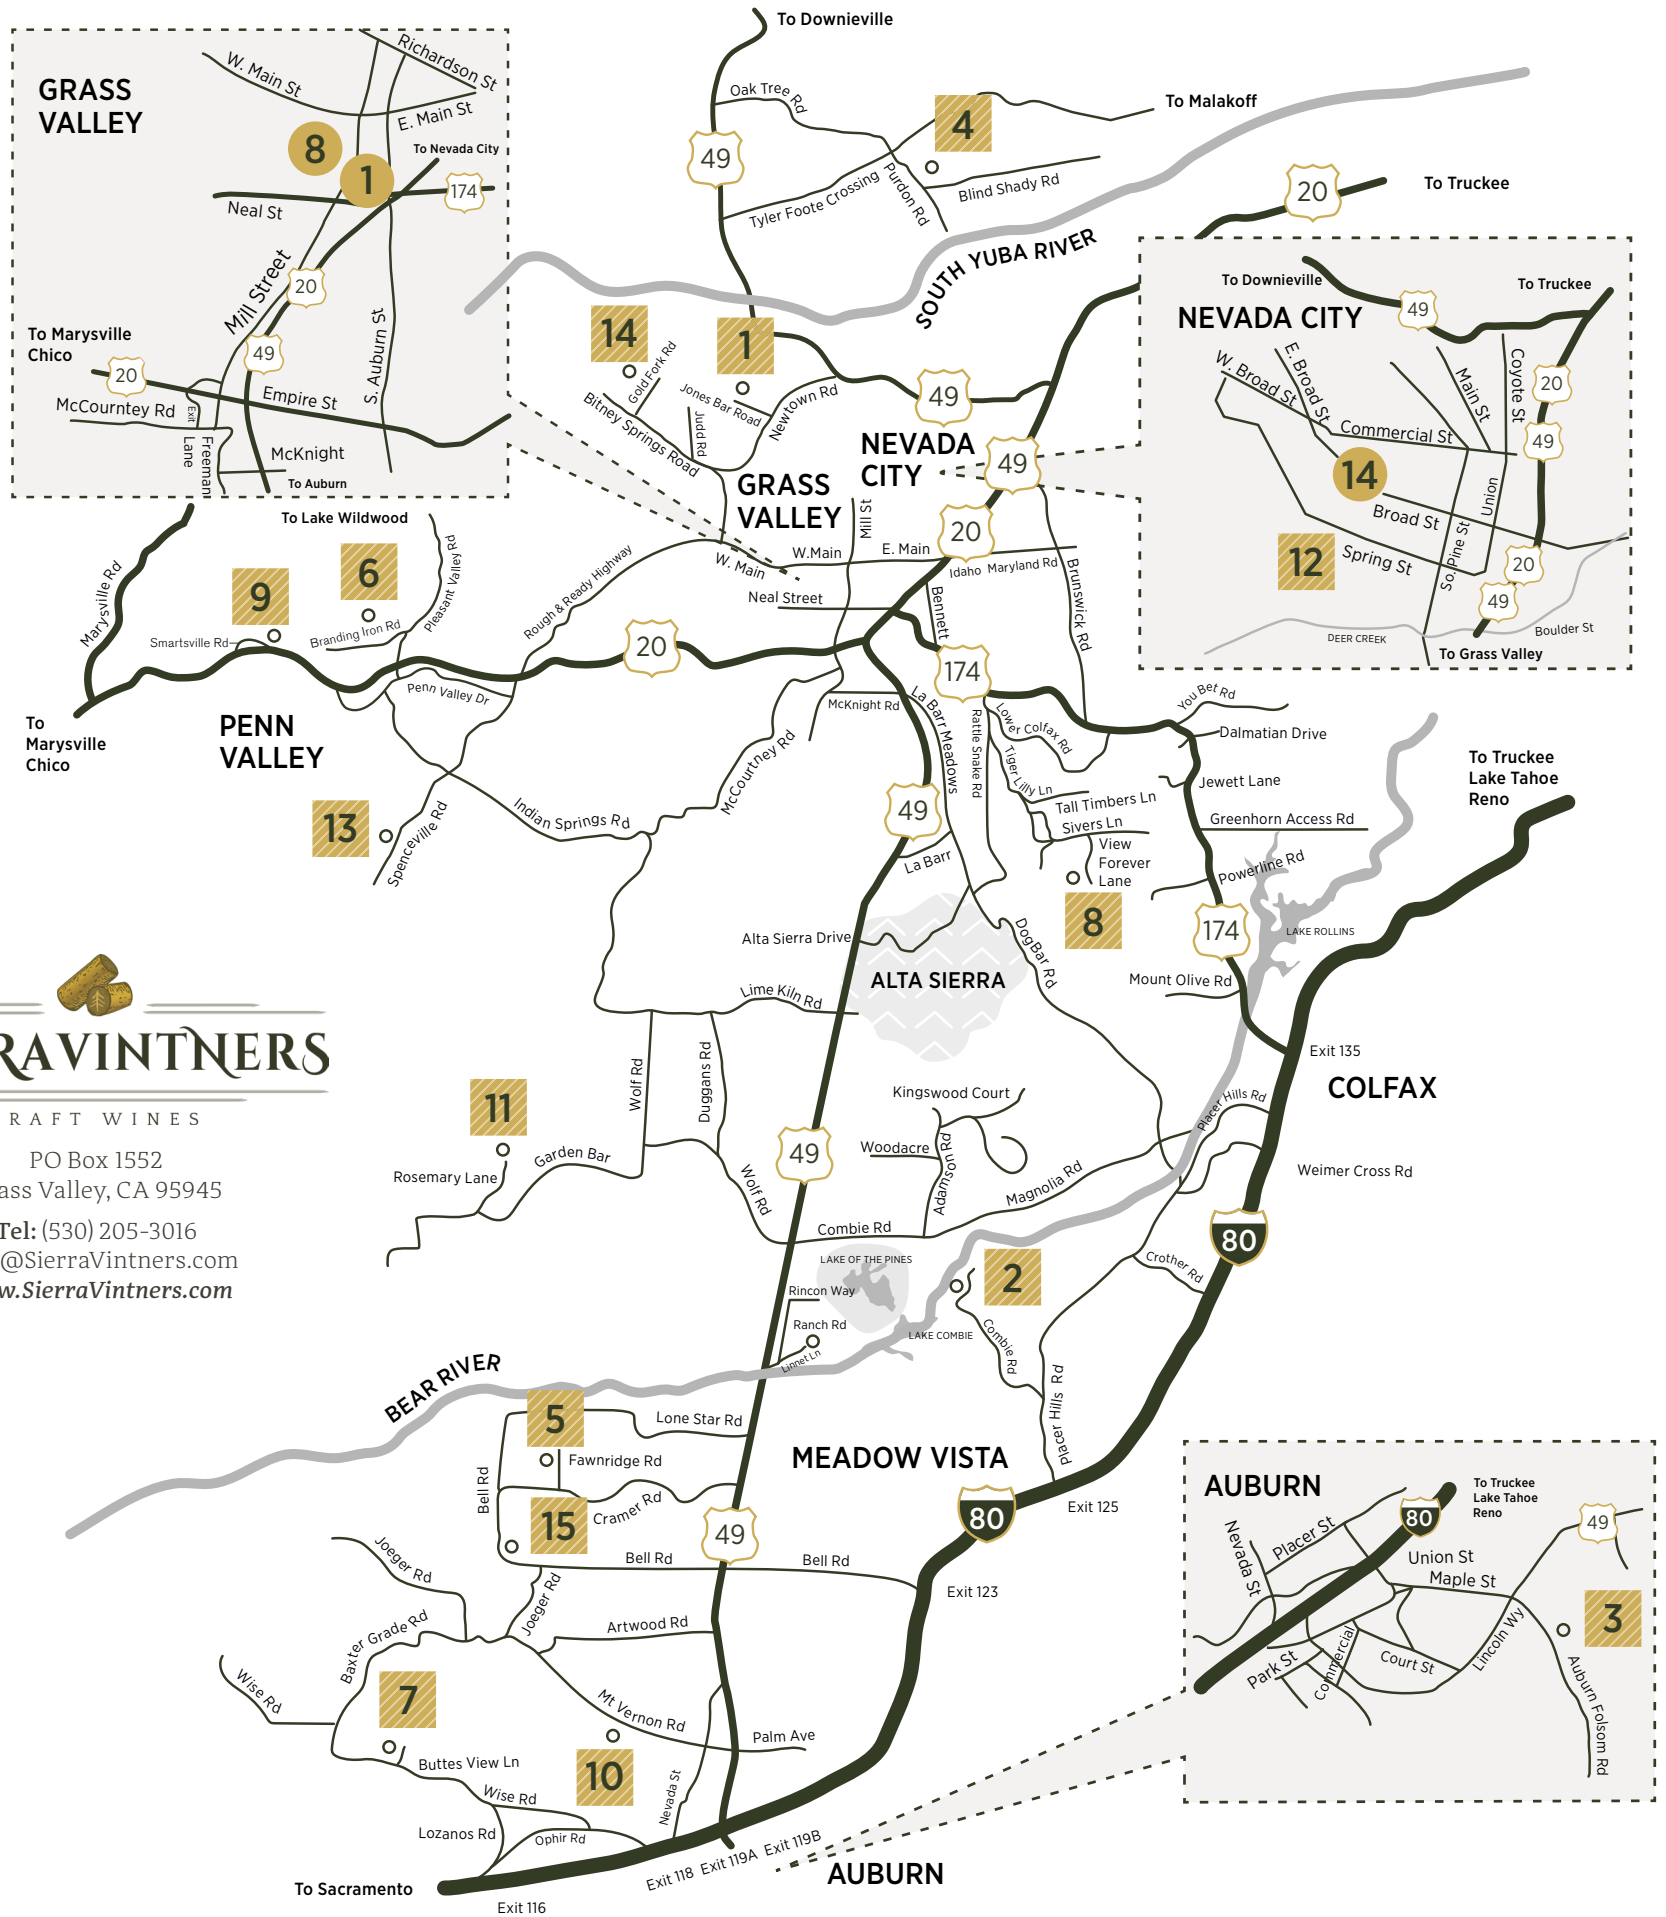 To Downieville
Oak Tree Rd
49
4
To Malakoff
Tyler Foote Crossing
Purdon Rd
Blind Shady Rd
20
To Truckee
SOUTH YUBA RIVER
GRASS
VALLEY
W. Main St
Richardson St
E. Main St
8
1
To Nevada City
174
Neal St
Mill Street
20
49
To Marysville
Chico
20
S. Auburn St
Empire St
McCourntey Rd
Exit
Freeman
Lane
McKnight
To Auburn
To Downieville
To Truckee
49
NEVADA CITY
W. Broad St
E. Broad St
Main St
Coyote St
20
Commercial St
49
14
Broad St
Union
12
Spring St
So. Pine St
20
49
DEER CREEK
Boulder St
To Grass Valley
14
1
Gold Fork Rd
Jones Bar Road
Judd Rd
Newtown Rd
Bitney Springs Road
49
NEVADA
CITY
49
GRASS
VALLEY
Mill St
20
W. Main
W.Main
E. Main
Idaho Maryland Rd
Brunswick Rd
Neal Street
Bennett
To Lake Wildwood
Marysville Rd
9
6
Pleasant Valley Rd
Smartsville Rd
Branding Iron Rd
Rough & Ready Highway
20
174
Penn Valley Dr
PENN
VALLEY
To
Marysville
Chico
McKnight Rd
La Barr Meadows
Rattle Snake Rd
Lower Colfax Rd
You Bet Rd
Dalmatian Drive
Tiger Lilly Ln
Jewett Lane
Tall Timbers Ln
Sivers Ln
Greenhorn Access Rd
View
Forever
Lane
Powerline Rd
To Truckee
Lake Tahoe
Reno
13
Spenceville Rd
Indian Springs Rd
McCourtney Rd
49
La Barr
8
174
LAKE ROLLINS
Alta Sierra Drive
ALTA SIERRA
DogBar Rd
Mount Olive Rd
Lime Kiln Rd
Exit 135
COLFAX
RAVINTNERS
RAFT WINES
PO Box 1552
ass Valley, CA 95945
Tel: (530) 205-3016
@SierraVintners.com
w.SierraVintners.com
11
Rosemary Lane
Garden Bar
Wolf Rd
Duggans Rd
49
Wolf Rd
Kingswood Court
Woodacre
Adamson Rd
Magnolia Rd
Placer Hills Rd
Weimer Cross Rd
Combie Rd
80
LAKE OF THE PINES
2
Crother Rd
Rincon Way
Ranch Rd
Linnet Ln
LAKE COMBIE
Combie Rd
Placer Hills Rd
BEAR RIVER
5
Lone Star Rd
Fawnridge Rd
MEADOW VISTA
Bell Rd
15
Cramer Rd
49
80
Exit 125
Bell Rd
Bell Rd
Exit 123
Joeger Rd
Joeger Rd
Artwood Rd
Baxter Grade Rd
Wise Rd
7
Mt Vernon Rd
Palm Ave
Buttes View Ln
10
Wise Rd
Nevada St
Lozanos Rd
Ophir Rd
Exit 118
Exit 119A
Exit 119B
AUBURN
To Sacramento
Exit 116
AUBURN
To Truckee
Lake Tahoe
Reno
80
49
Nevada St
Placer St
Union St
Maple St
3
Lincoln Wy
Park St
Commercial
Court St
Auburn Folsom Rd